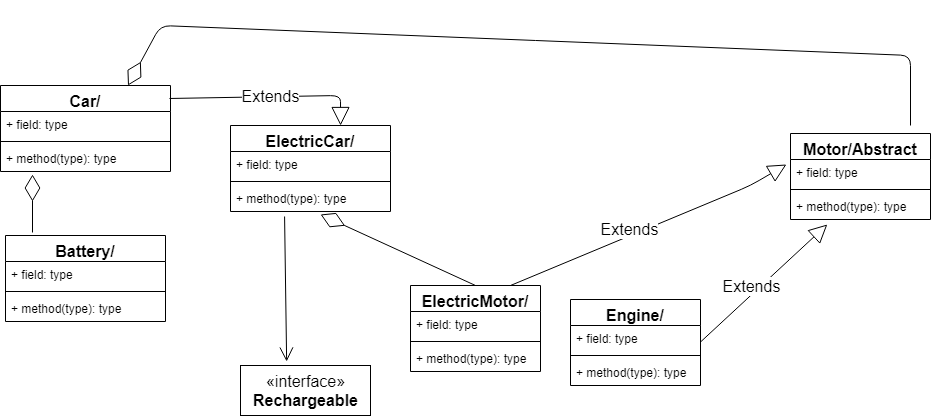 Car/
+ field: type
+ method(type): type
Extends
ElectricCar/
+ field: type
+ method(type): type
Motor/Abstract
+ field: type
+ method(type): type
Battery/
+ field: type
+ method(type): type
Extends
Extends
ElectricMotor/
+ field: type
+ method(type): type
Engine/
+ field: type
+ method(type): type
«interface»
Rechargeable